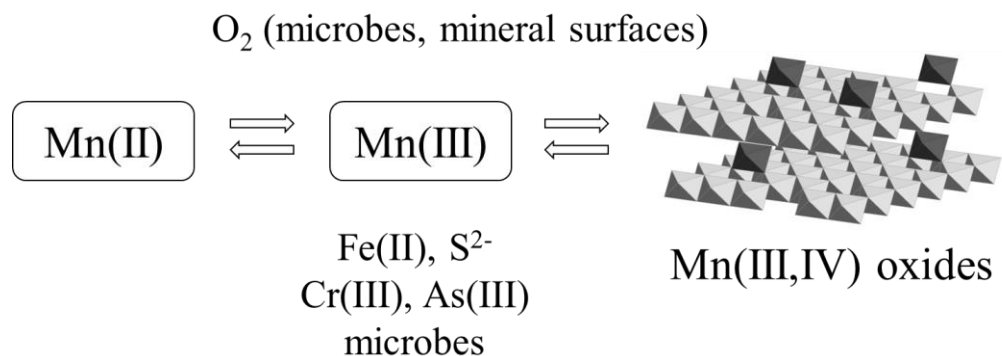 O₂ (microbes, mineral surfaces)
Mn(II)
Mn(III)
Fe(II), S²⁻
Cr(III), As(III)
microbes
Mn(III,IV) oxides